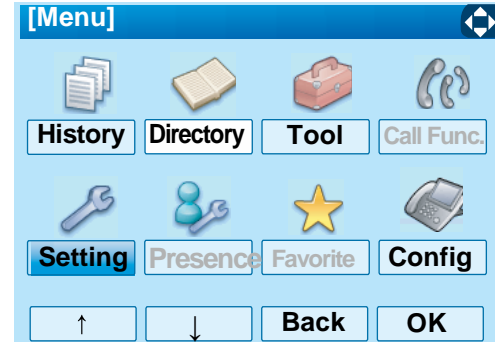 [Menu]
History Directory Tool Call Func.
Setting Presence Favorite Config
↑ ↓ Back OK